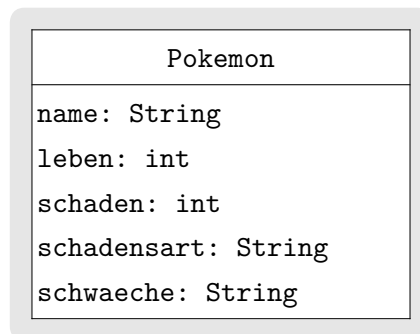 Pokemon
name: String
leben: int
schaden: int
schadensart: String
schwaeche: String